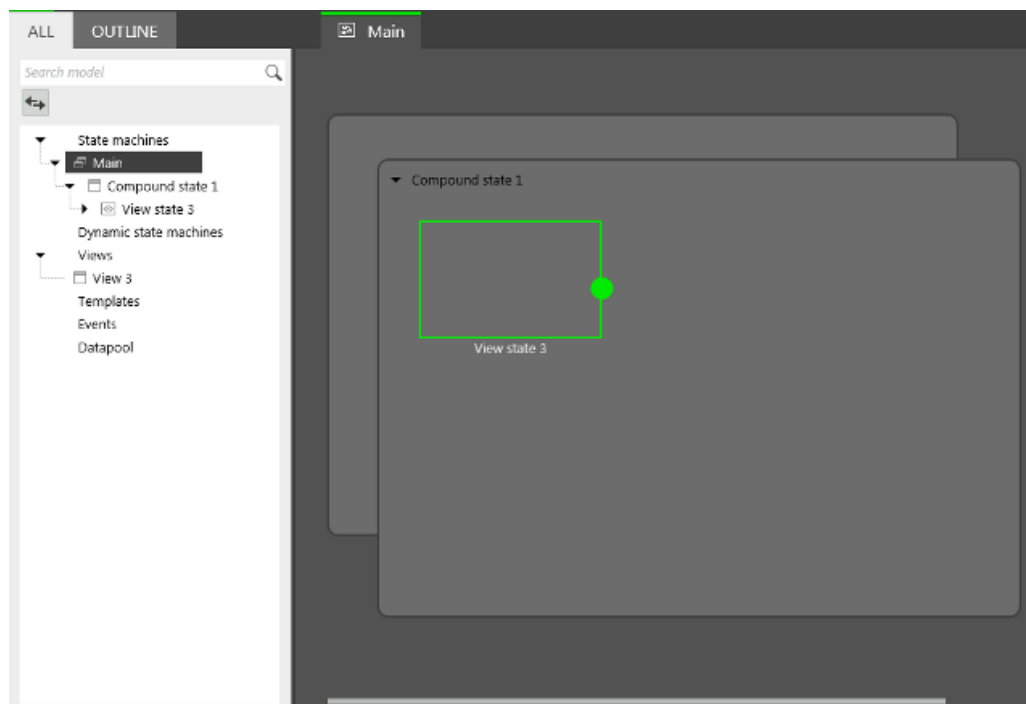 ALL OUTLINE Main
Search model
State machines
Main
Compound state 1
Compound state 1
View state 3
Dynamic state machines
Views
View 3
Templates
Events
Datapool
View state 3